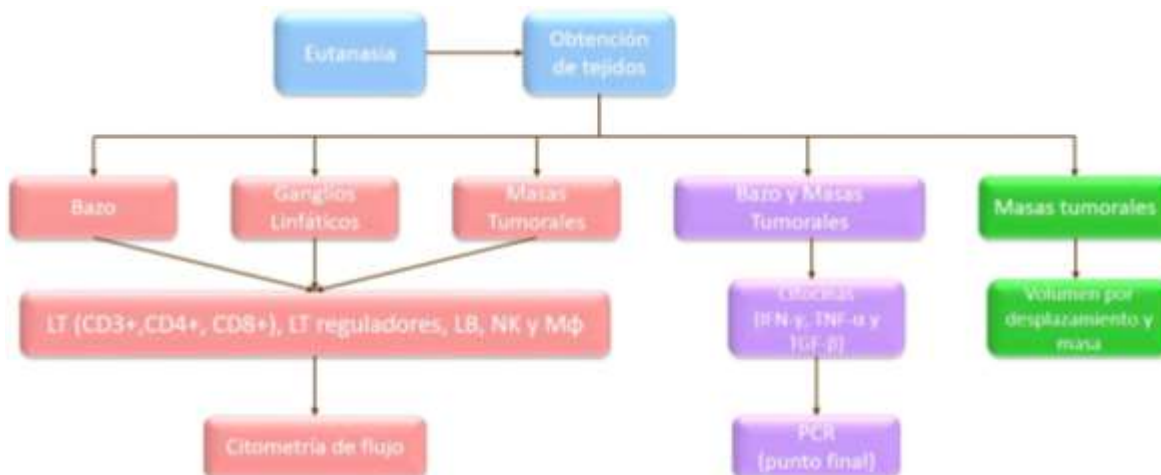 Eutanasia
Obtención
de tejidos
Bazo
Ganglios
Linfáticos
Masas
Tumorales
Bazo y Masas
Tumorales
Masas tumorales
LT (CD3+,CD4+, CD8+), LT reguladores, LB, NK y Mϕ
Citocinas
(IFN-γ, TNF-α y
TGF-β)
Volumen por
desplazamiento y
masa
Citometría de flujo
PCR
(punto final)